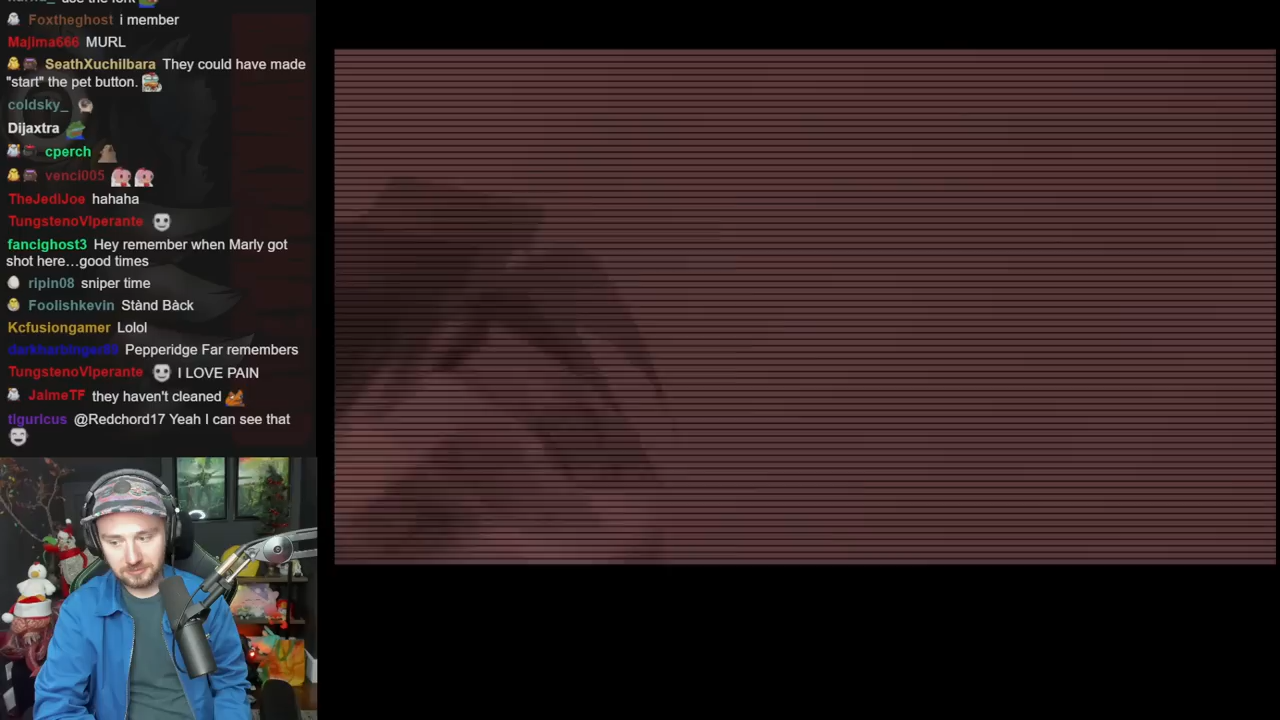 Foxtheghost i member
Majima666 MURL
SeathXuchilbara They could have made
"start" the pet button.
coldsky_
Dijaxtra
cperch
venci005
TheJediJoe hahaha
TungstenoViperante
fancighost3 Hey remember when Marly got
shot here…good times
ripin08 sniper time
Foolishkevin Stànd Bàck
Kcfusiongamer Lolol
Pepperidge Far remembers
TungstenoViperante I LOVE PAIN
JaimeTF they haven't cleaned
tiguricus @Redchord17 Yeah I can see that